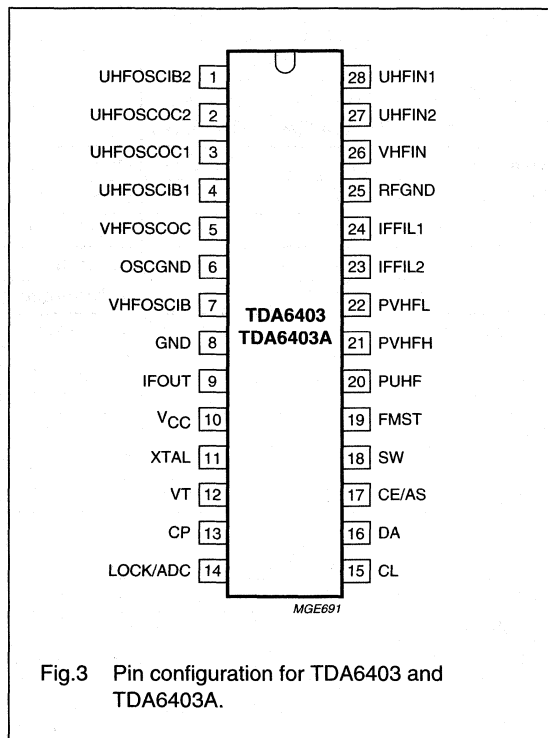 UHFOSCIB2 1 28 UHFIN1
UHFOSCOC2 2 27 UHFIN2
UHFOSCOC1 3 26 VHFIN
UHFOSCIB1 4 25 RFGND
VHFOSCOC 5 24 IFFIL1
OSCGND 6 23 IFFIL2
VHFOSCIB 7 22 PVHFL
TDA6403
TDA6403A
GND 8 21 PVHFH
IFOUT 9 20 PUHF
VCC 10 19 FMST
XTAL 11 18 SW
VT 12 17 CE/AS
CP 13 16 DA
LOCK/ADC 14 15 CL
MGE691
Fig.3 Pin configuration for TDA6403 and
TDA6403A.